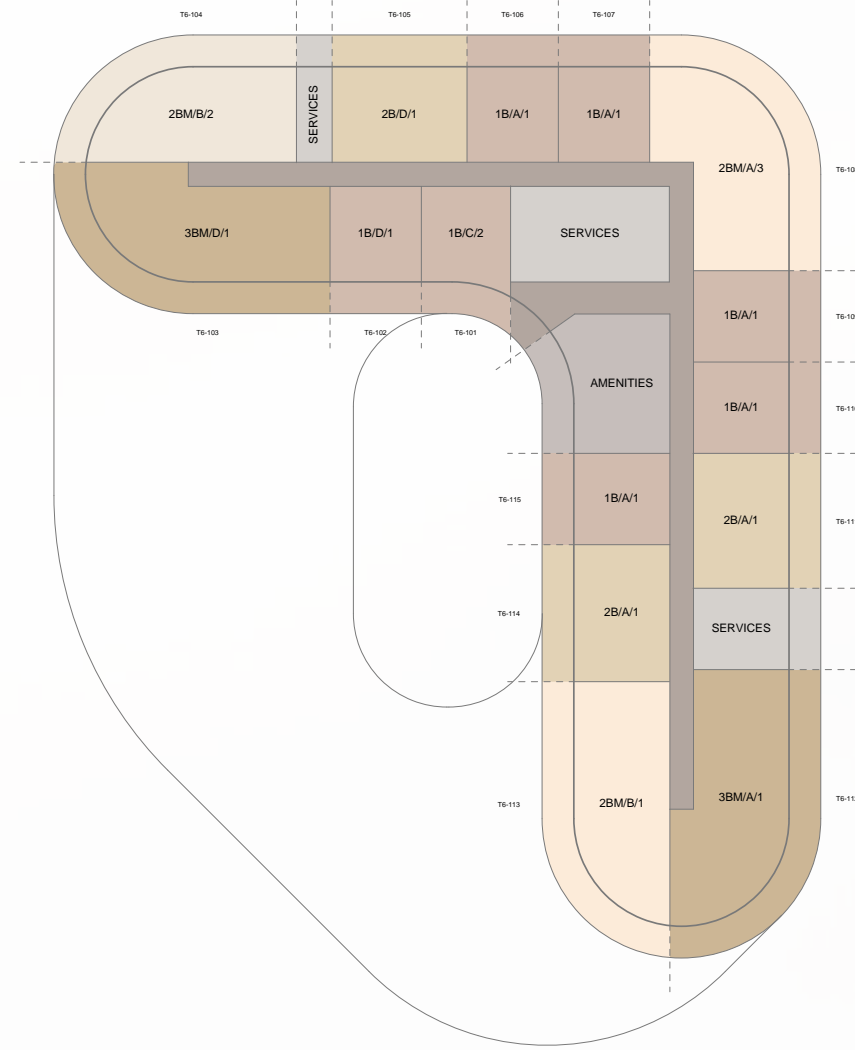 T6-104
T6-105
T6-106
T6-107
2BM/B/2
SERVICES
2B/D/1
1B/A/1
1B/A/1
2BM/A/3
3BM/D/1
1B/D/1
1B/C/2
SERVICES
T6-103
T6-102
T6-101
1B/A/1
AMENITIES
1B/A/1
T6-115
1B/A/1
2B/A/1
T6-114
2B/A/1
SERVICES
T6-113
2BM/B/1
3BM/A/1